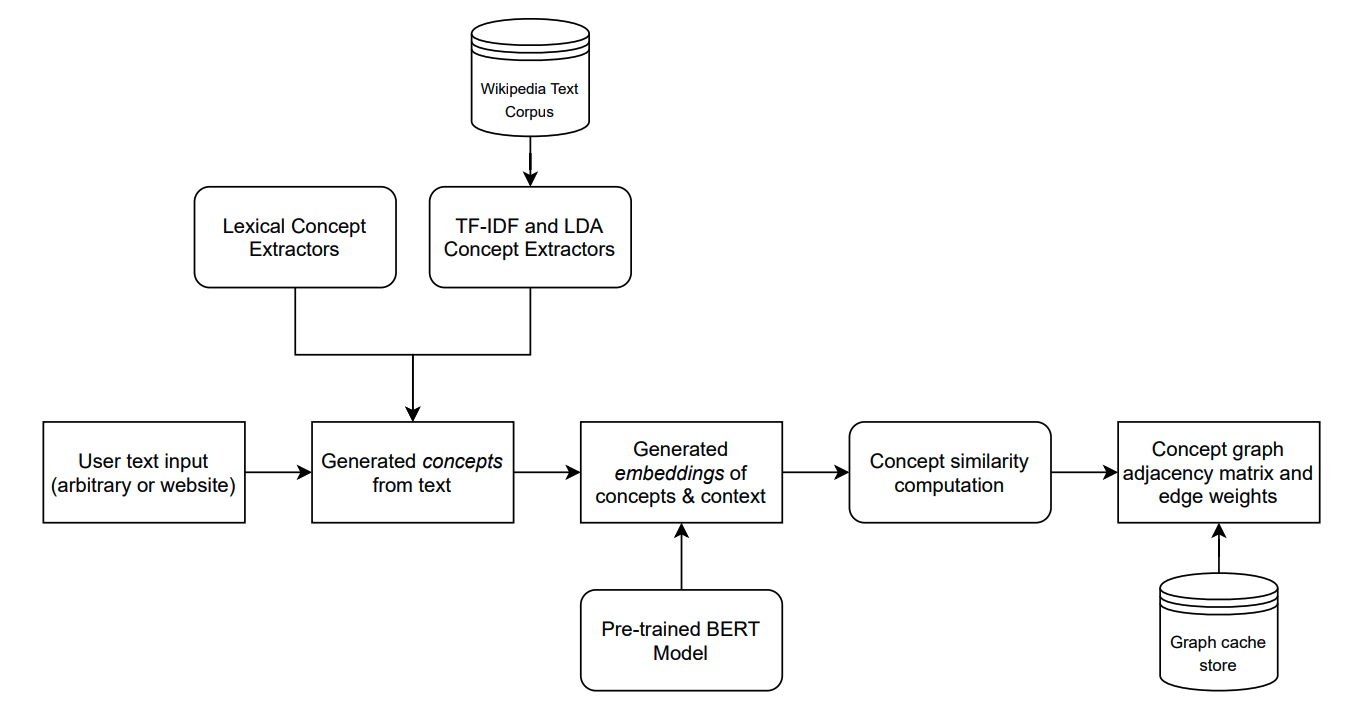 Wikipedia Text
Corpus
Lexical Concept
Extractors
TF-IDF and LDA
Concept Extractors
User text input
(arbitrary or website)
Generated concepts
from text
Generated
embeddings of
concepts & context
Concept similarity
computation
Concept graph
adjacency matrix and
edge weights
Pre-trained BERT
Model
Graph cache
store